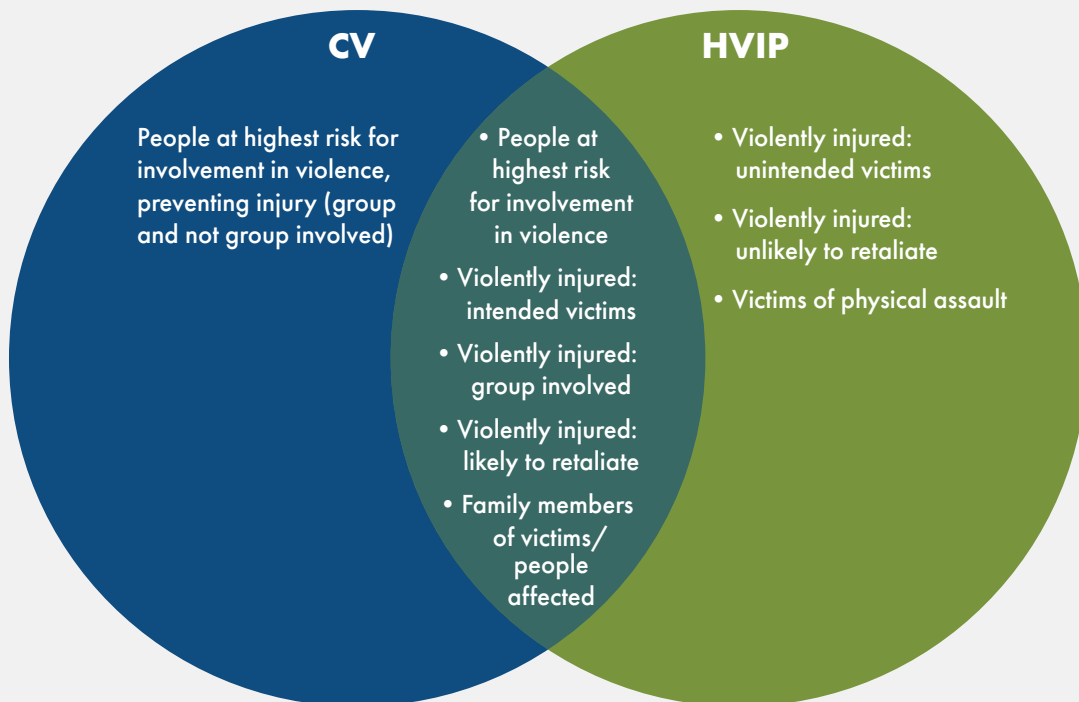 CV
People at highest risk for
involvement in violence,
preventing injury (group
and not group involved)
• People at
highest risk
for involvement
in violence
• Violently injured:
intended victims
• Violently injured:
group involved
• Violently injured:
likely to retaliate
• Family members
of victims/
people
affected
HVIP
• Violently injured:
unintended victims
• Violently injured:
unlikely to retaliate
• Victims of physical assault